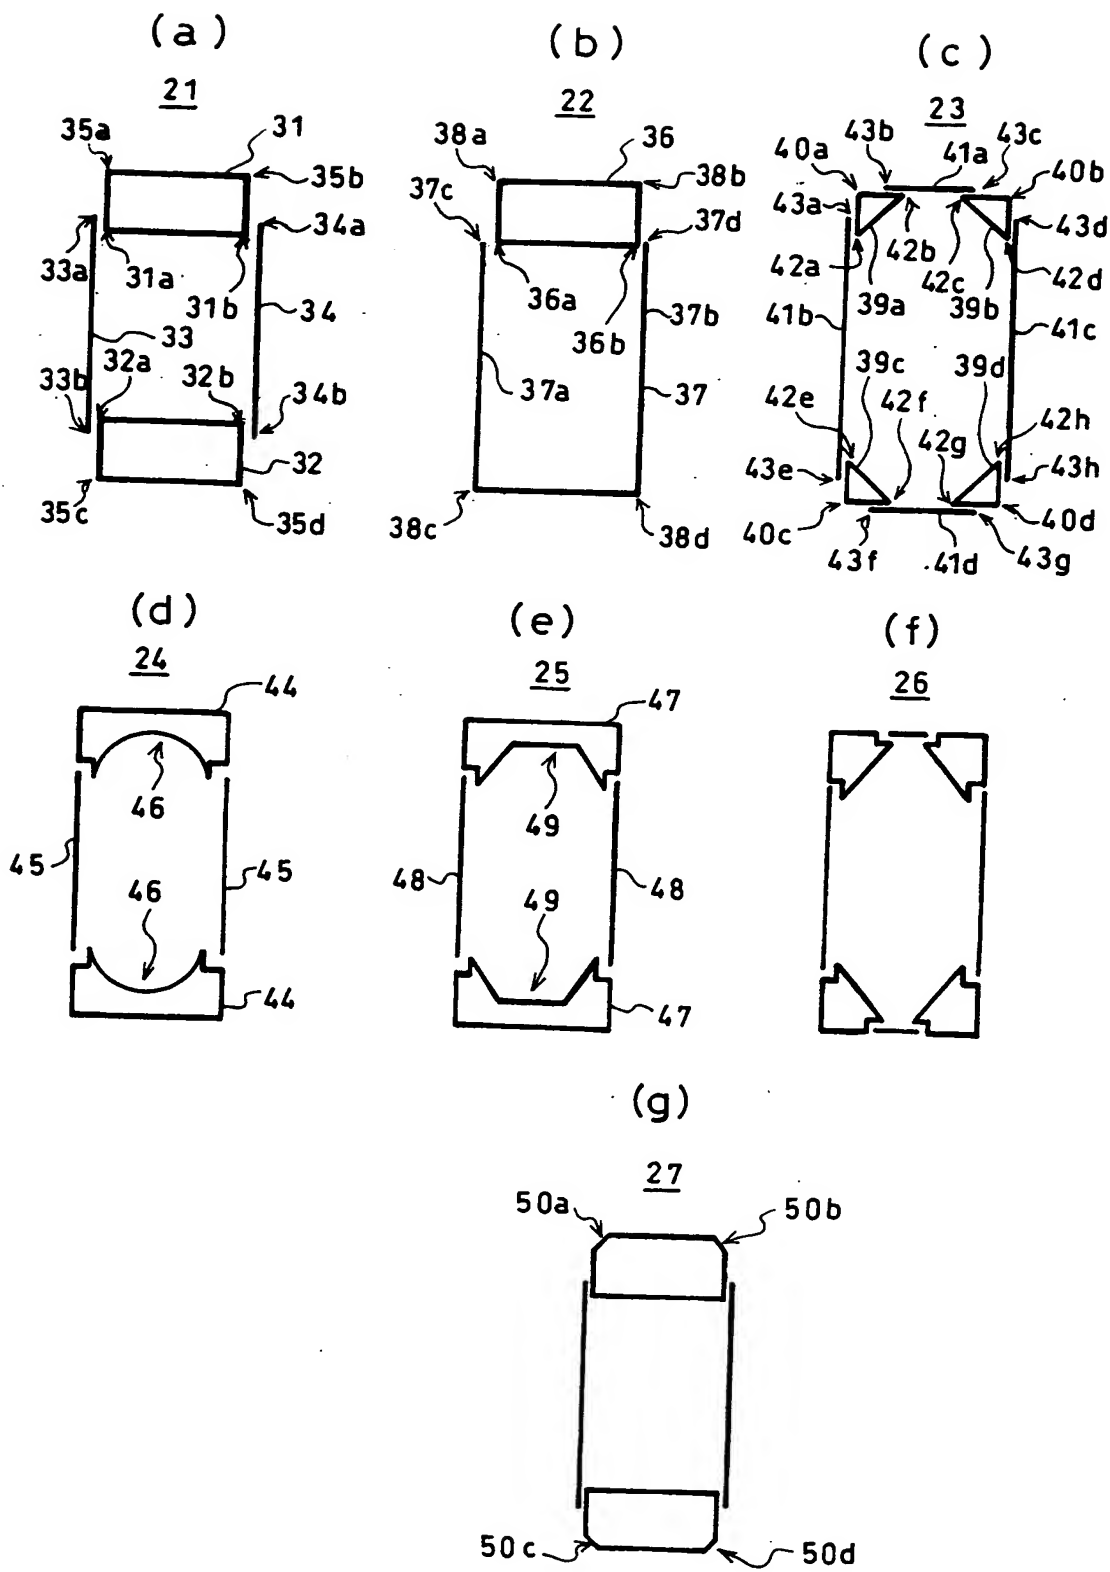 (a)
21
35a
31
35b
33a
31a
31b
34a
34
33
33b
32a
32b
34b
32
35c
35d
(b)
22
38a
36
38b
37c
37d
36a
36b
37b
37a
37
38c
38d
(c)
23
43b
41a
43c
40a
40b
43a
43d
42a
42b
42c
42d
39a
39b
41b
41c
39c
39d
42e
42f
42g
42h
43e
43h
40c
40d
43f
41d
43g
(d)
24
44
46
45
45
46
44
(e)
25
47
49
48
48
49
47
(f)
26
(g)
27
50a
50b
50c
50d